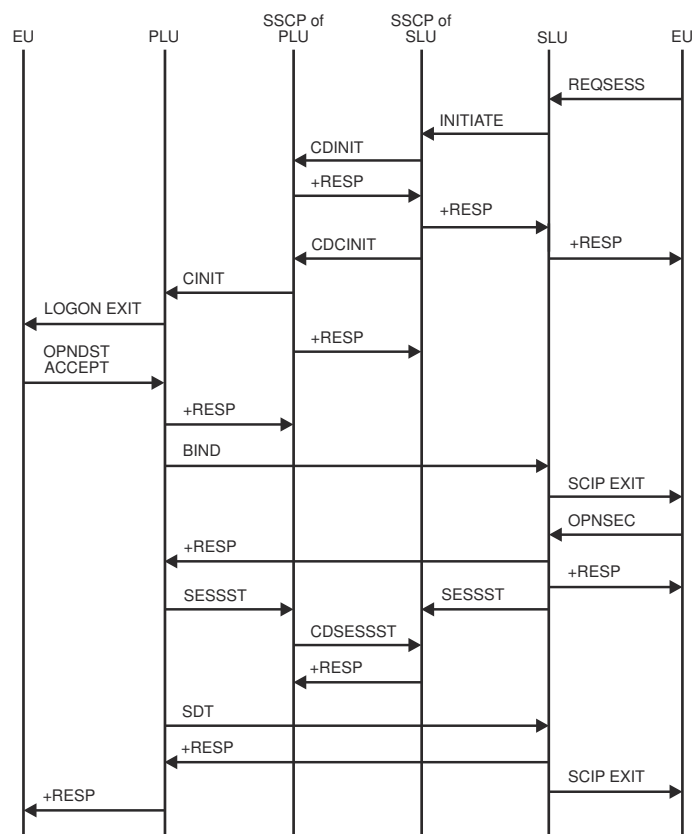 SSCP of SSCP of
EU PLU PLU SLU SLU EU
REQSESS
INITIATE
CDINIT
+RESP
+RESP
CDCINIT
+RESP
CINIT
LOGON EXIT
+RESP
OPNDST
ACCEPT
+RESP
BIND
SCIP EXIT
OPNSEC
+RESP
+RESP
SESSST SESSST
CDSESSST
+RESP
SDT
+RESP
SCIP EXIT
+RESP